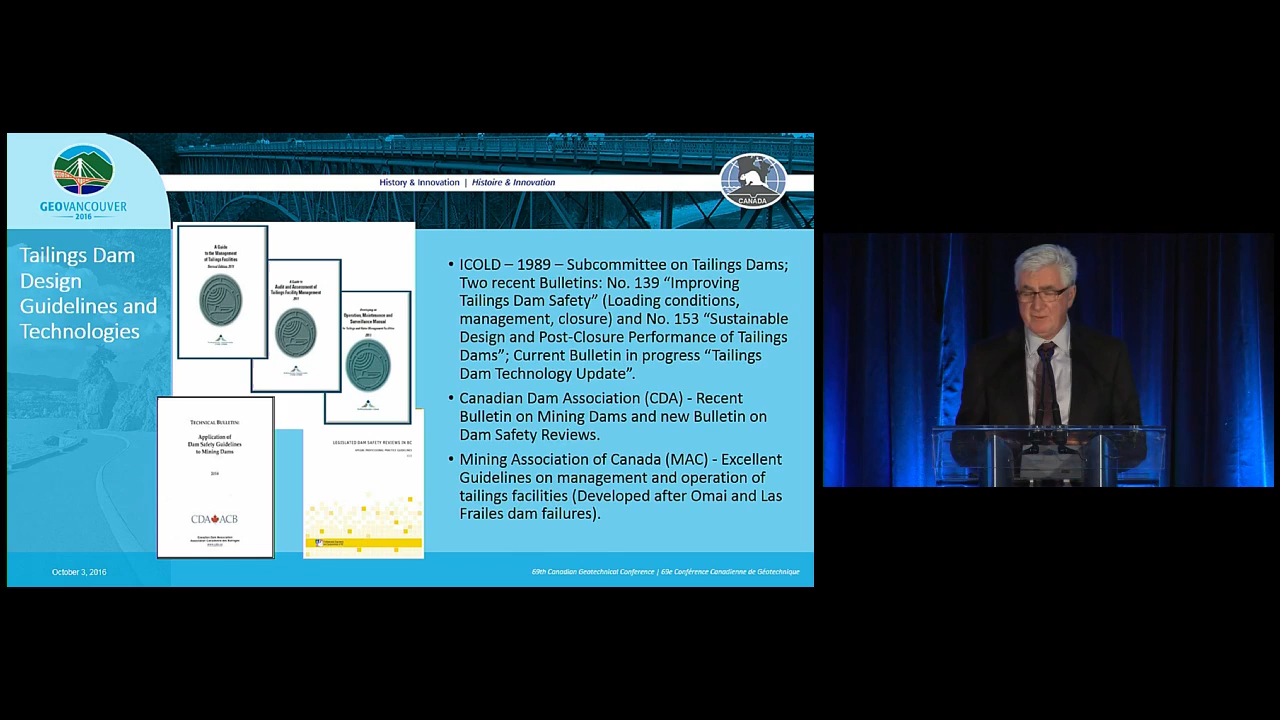 History & Innovation | Histoire & Innovation
CANADA
GEOVANCOUVER
2016
Tailings Dam
Design
Guidelines and
Technologies
A Guide
to the Management
of Tailings Facilities
A Guide to
Audit and Assessment of
Tailings Facility Management
Developing an
Operation, Maintenance and
Surveillance Manual
TECHNICAL BULLETIN:
Application of
Dam Safety Guidelines
to Mining Dams
2014
CDA ACB
LEGISLATED DAM SAFETY REVIEWS IN BC
• ICOLD – 1989 – Subcommittee on Tailings Dams;
Two recent Bulletins: No. 139 “Improving
Tailings Dam Safety” (Loading conditions,
management, closure) and No. 153 “Sustainable
Design and Post-Closure Performance of Tailings
Dams”; Current Bulletin in progress “Tailings
Dam Technology Update”.
• Canadian Dam Association (CDA) - Recent
Bulletin on Mining Dams and new Bulletin on
Dam Safety Reviews.
• Mining Association of Canada (MAC) - Excellent
Guidelines on management and operation of
tailings facilities (Developed after Omai and Las
Frailes dam failures).
October 3, 2016
69th Canadian Geotechnical Conference | 69e Conférence Canadienne de Géotechnique